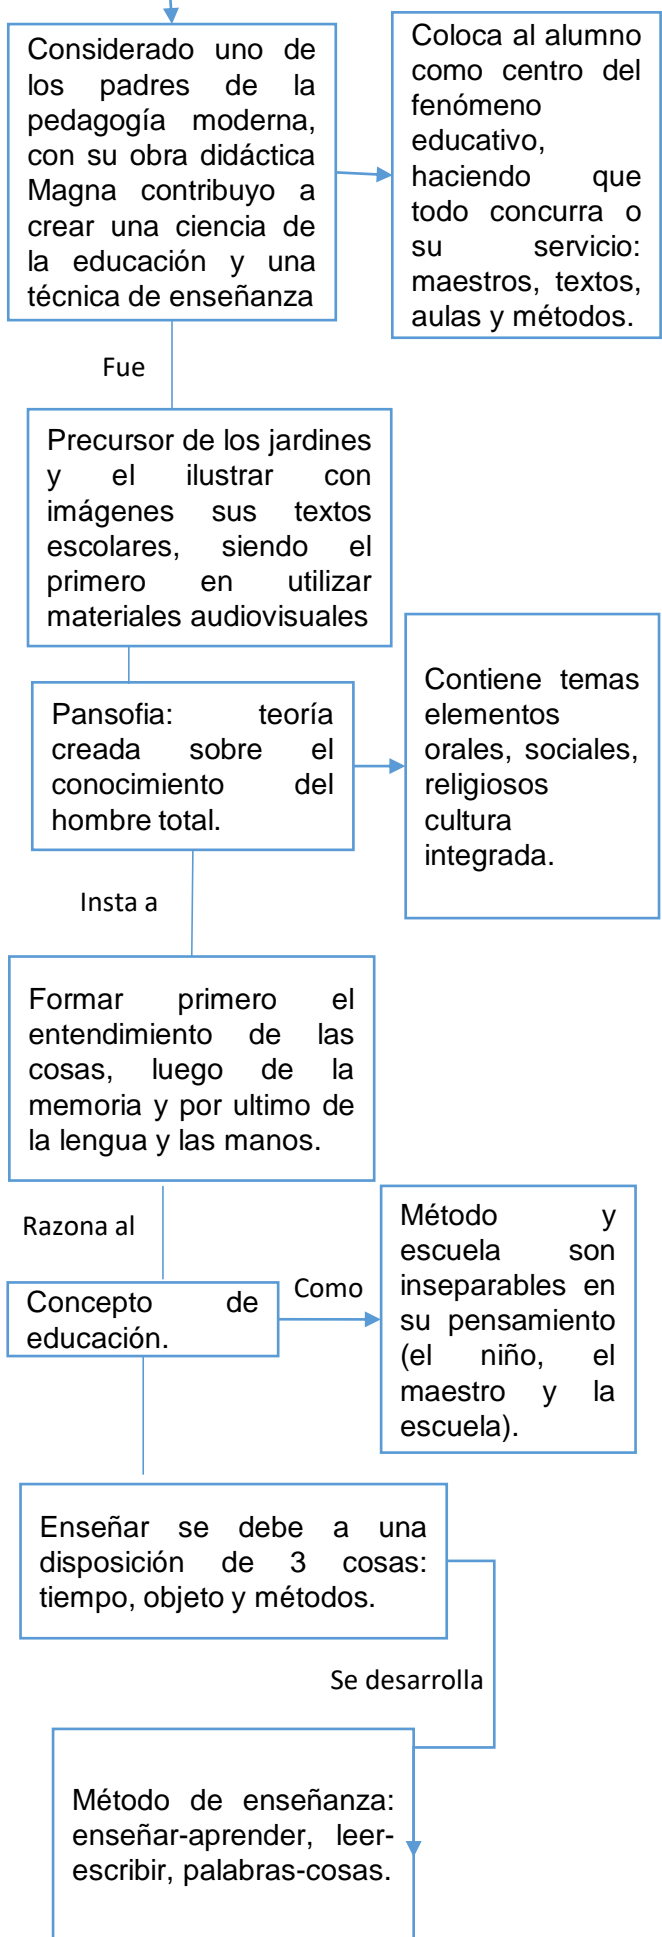 Considerado uno de
los padres de la
pedagogía moderna,
con su obra didáctica
Magna contribuyo a
crear una ciencia de
la educación y una
técnica de enseñanza
Coloca al alumno
como centro del
fenómeno
educativo,
haciendo que
todo concurra o
su servicio:
maestros, textos,
aulas y métodos.
Fue
Precursor de los jardines
y el ilustrar con
imágenes sus textos
escolares, siendo el
primero en utilizar
materiales audiovisuales
Pansofia: teoría
creada sobre el
conocimiento del
hombre total.
Contiene temas
elementos
orales, sociales,
religiosos
cultura
integrada.
Insta a
Formar primero el
entendimiento de las
cosas, luego de la
memoria y por ultimo de
la lengua y las manos.
Razona al
Concepto de
educación.
Como
Método y
escuela son
inseparables en
su pensamiento
(el niño, el
maestro y la
escuela).
Enseñar se debe a una
disposición de 3 cosas:
tiempo, objeto y métodos.
Se desarrolla
Método de enseñanza:
enseñar-aprender, leer-
escribir, palabras-cosas.